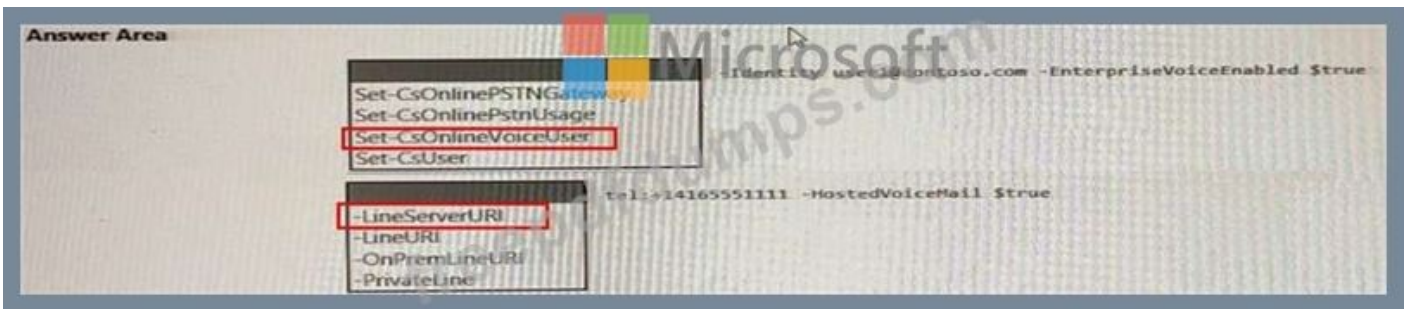 Answer Area
Microsoft
-Identity user1@contoso.com -EnterpriseVoiceEnabled $true
Set-CsOnlinePSTNGateway
Set-CsOnlinePstnUsage
Set-CsOnlineVoiceUser
Set-CsUser
tel:+14165551111 -HostedVoiceMail $true
-LineServerURI
-LineURI
-OnPremLineURI
-PrivateLine